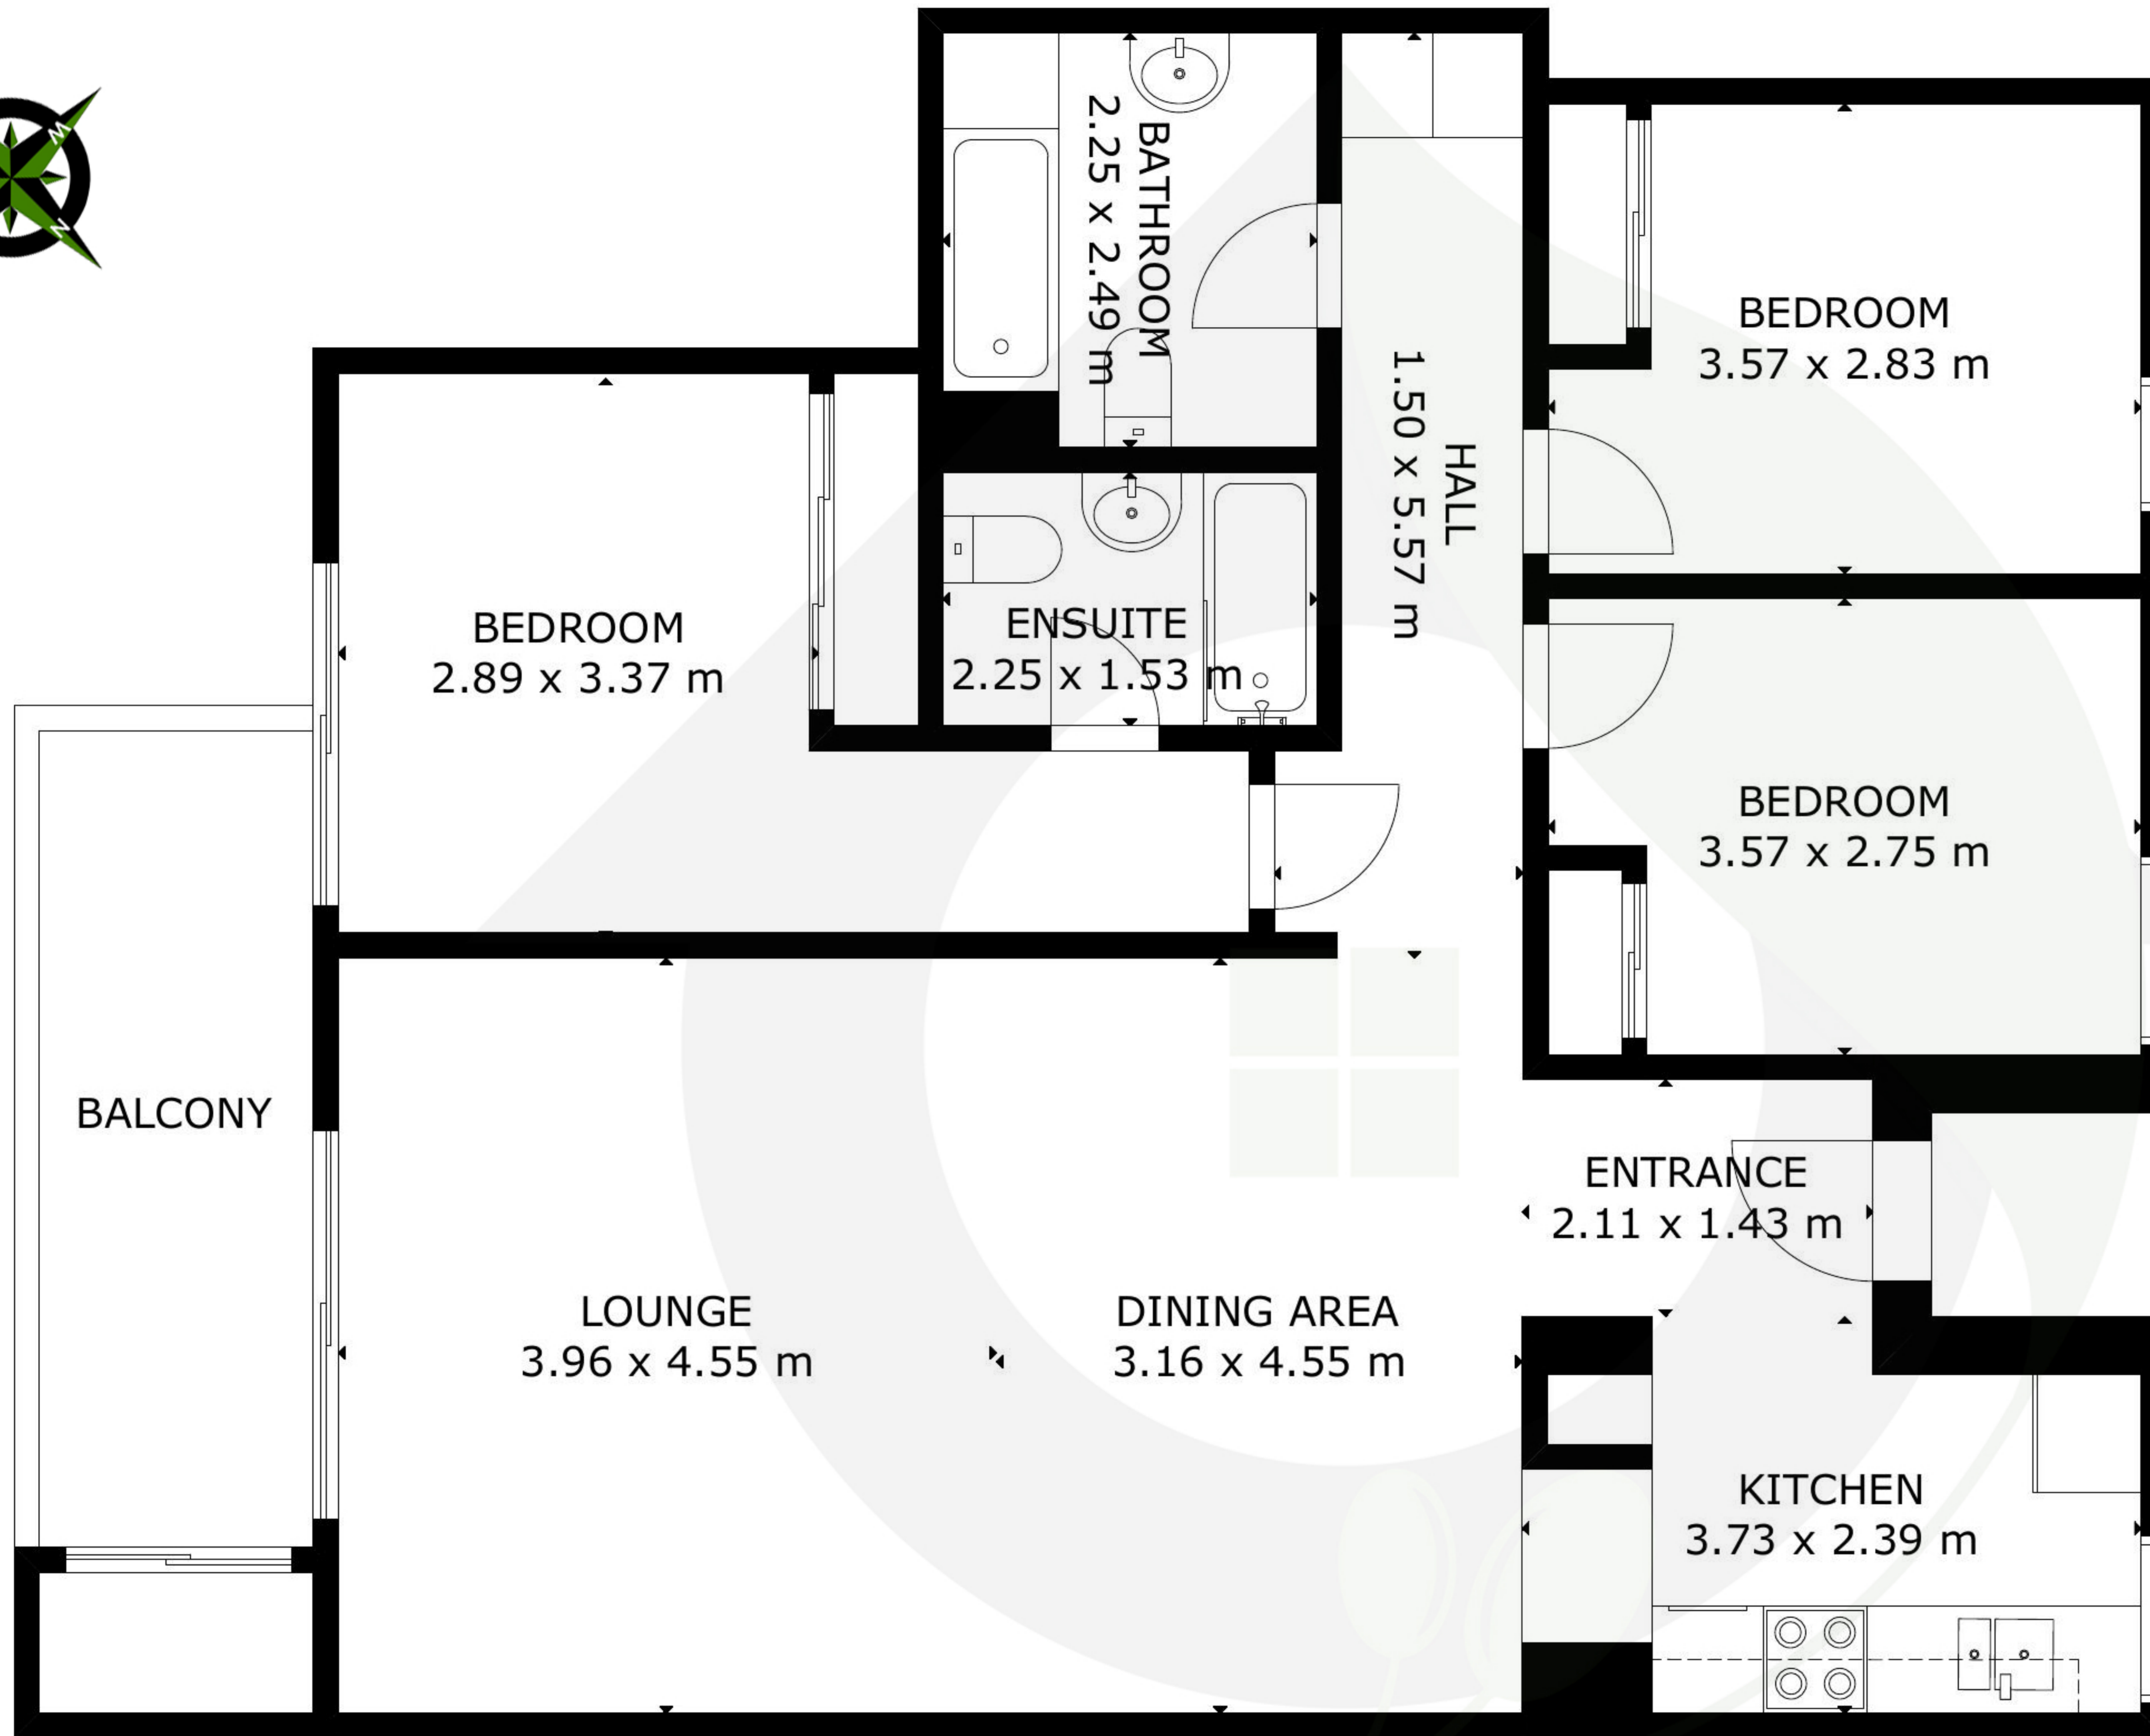 W
N
BATHROOM
2.25 x 2.49 m
HALL
1.50 x 5.57 m
BEDROOM
3.57 x 2.83 m
BEDROOM
2.89 x 3.37 m
ENSUITE
2.25 x 1.53 m
BEDROOM
3.57 x 2.75 m
BALCONY
ENTRANCE
2.11 x 1.43 m
LOUNGE
3.96 x 4.55 m
DINING AREA
3.16 x 4.55 m
KITCHEN
3.73 x 2.39 m